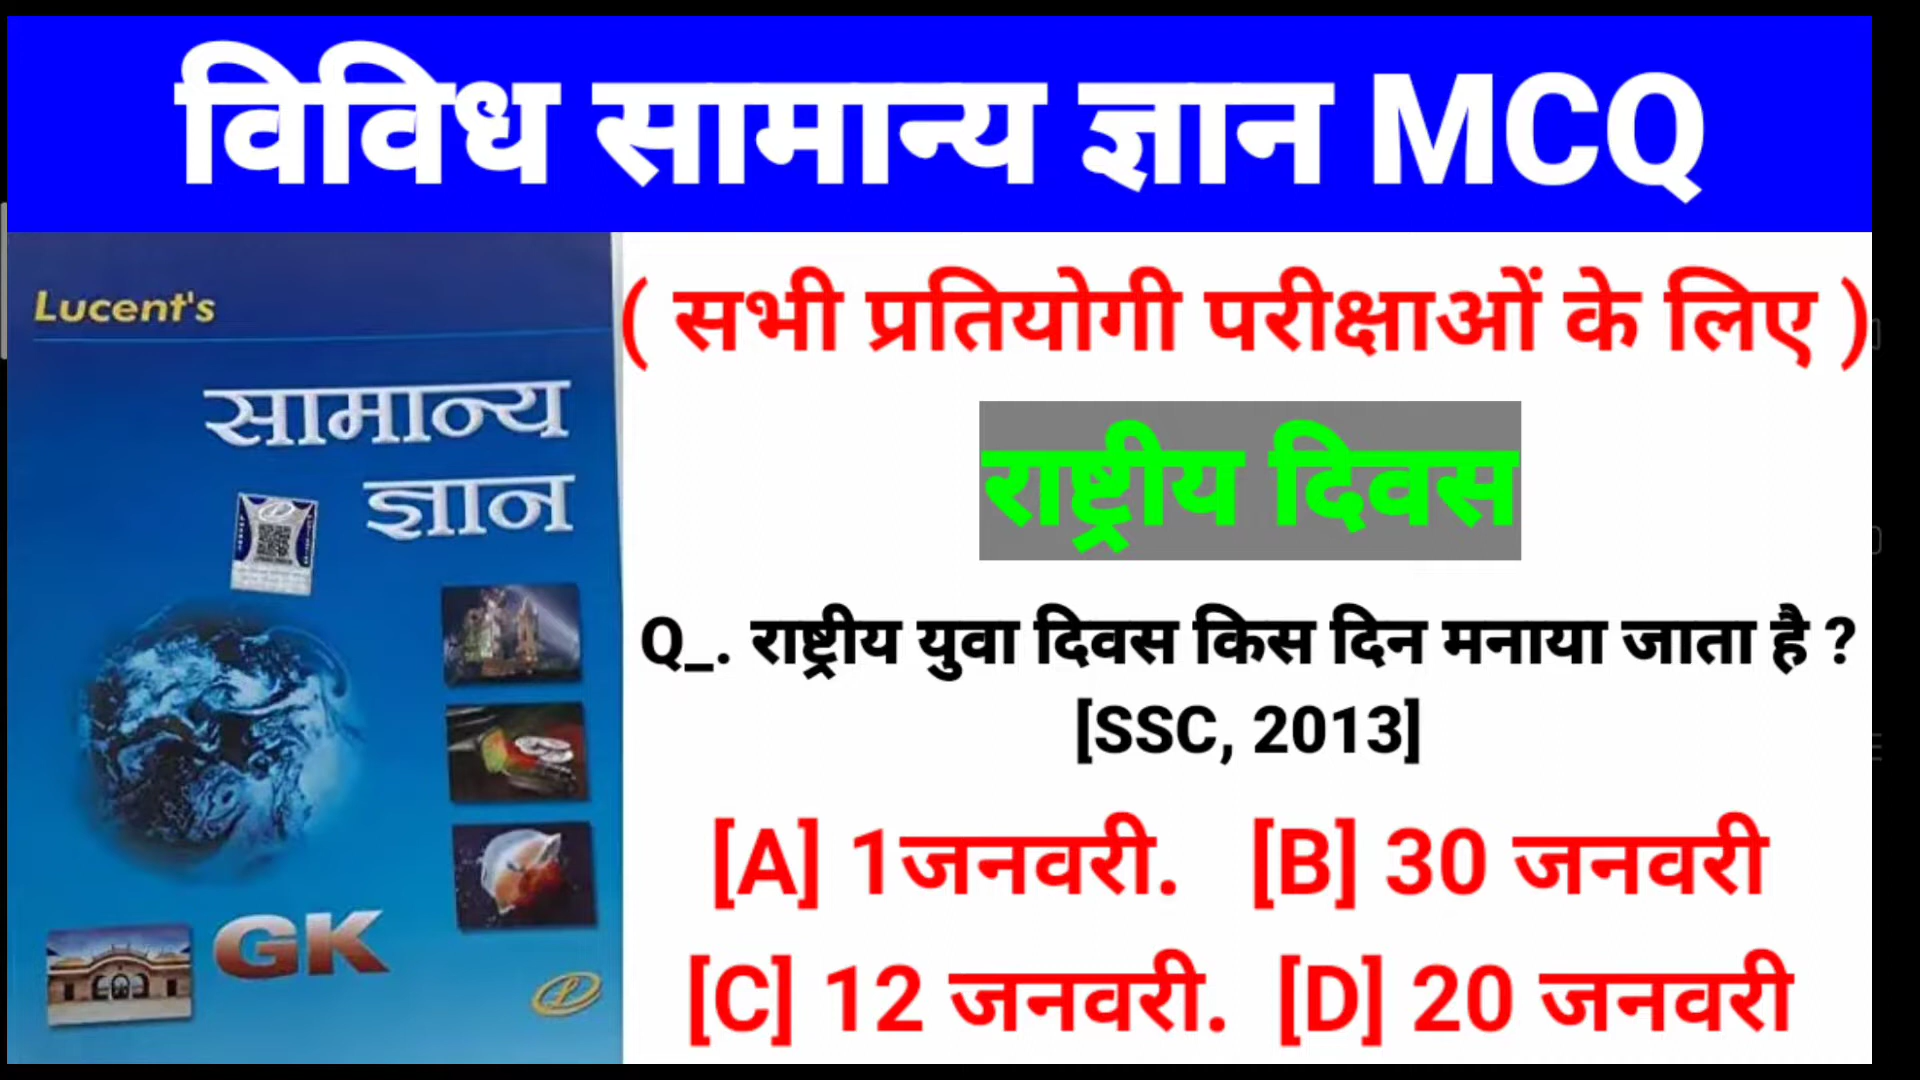 विविध सामान्य ज्ञान MCQ
Lucent's
सामान्य
ज्ञान
GK
( सभी प्रतियोगी परीक्षाओं के लिए )
राष्ट्रीय दिवस
Q_. राष्ट्रीय युवा दिवस किस दिन मनाया जाता है ?
[SSC, 2013]
[A] 1जनवरी. [B] 30 जनवरी
[C] 12 जनवरी. [D] 20 जनवरी